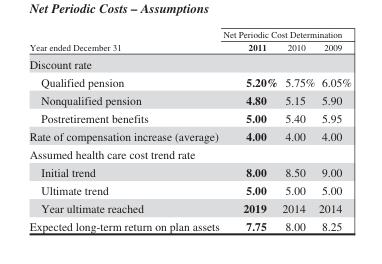 Net Periodic Costs – Assumptions
Net Periodic Cost Determination
Year ended December 31 2011 2010 2009
Discount rate
Qualified pension 5.20% 5.75% 6.05%
Nonqualified pension 4.80 5.15 5.90
Postretirement benefits 5.00 5.40 5.95
Rate of compensation increase (average) 4.00 4.00 4.00
Assumed health care cost trend rate
Initial trend 8.00 8.50 9.00
Ultimate trend 5.00 5.00 5.00
Year ultimate reached 2019 2014 2014
Expected long-term return on plan assets 7.75 8.00 8.25